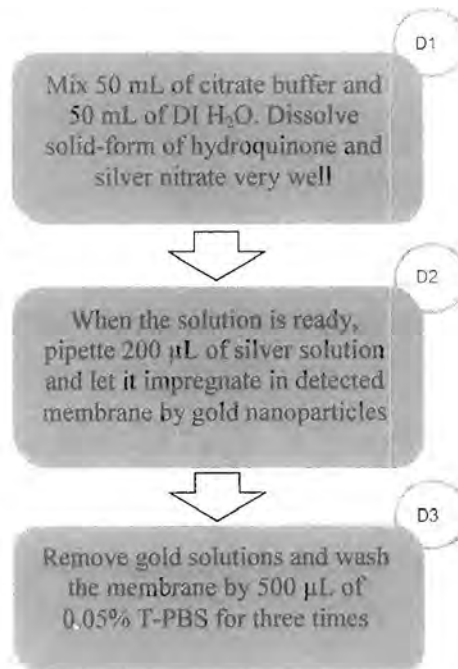 D1
Mix 50 mL of citrate buffer and
50 mL of DI H₂O. Dissolve
solid-form of hydroquinone and
silver nitrate very well
D2
When the solution is ready,
pipette 200 μL of silver solution
and let it impregnate in detected
membrane by gold nanoparticles
D3
Remove gold solutions and wash
the membrane by 500 μL of
0.05% T-PBS for three times